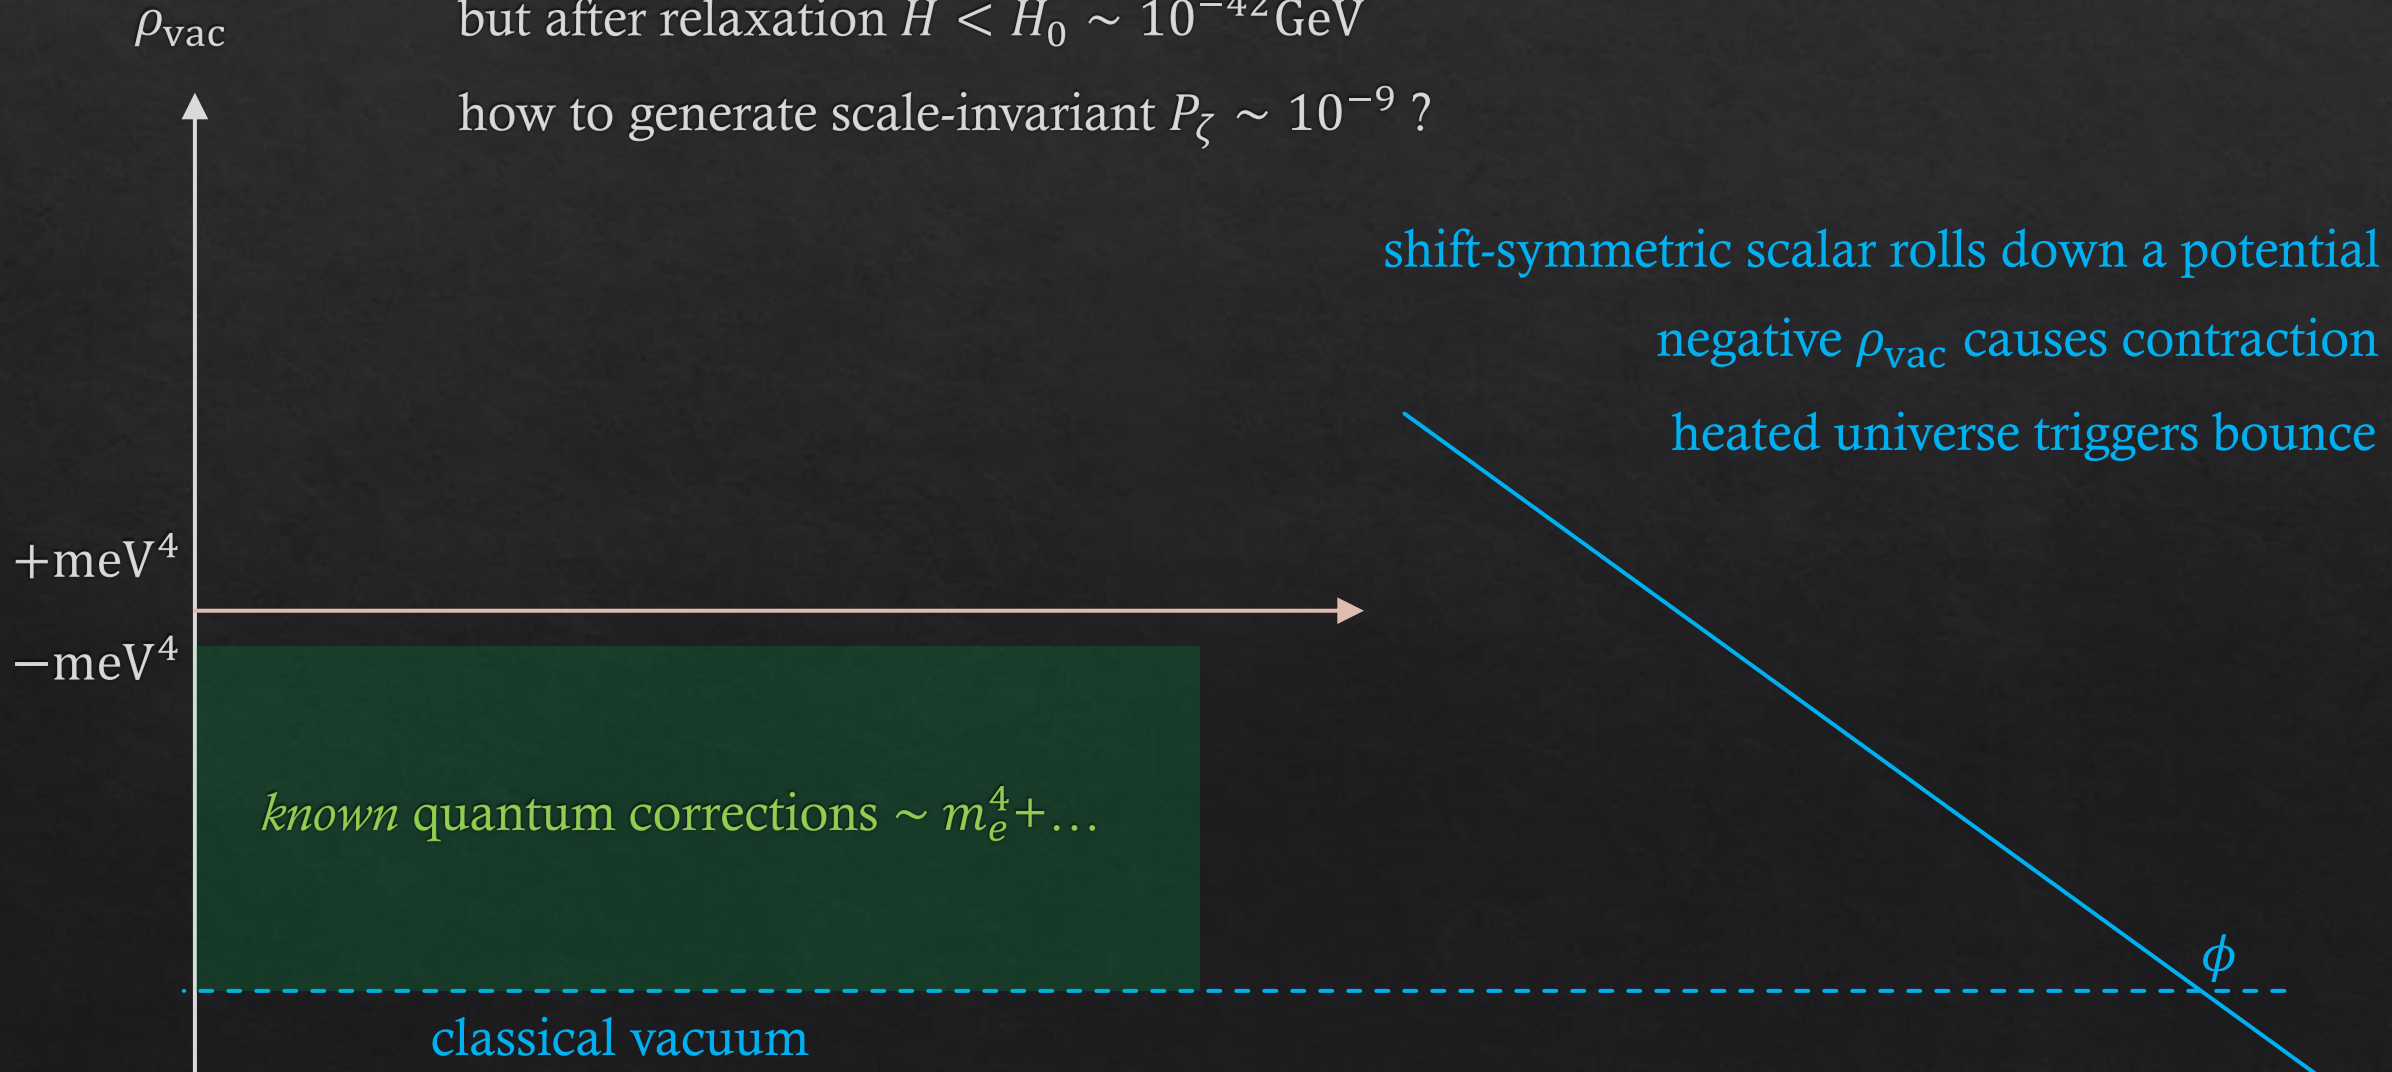 ρvac
but after relaxation H < H₀ ~ 10⁻⁴²GeV
how to generate scale-invariant P_ζ ~ 10⁻⁹ ?
shift-symmetric scalar rolls down a potential
negative ρvac causes contraction
heated universe triggers bounce
+meV⁴
−meV⁴
known quantum corrections ~ mₑ⁴+…
ϕ
classical vacuum